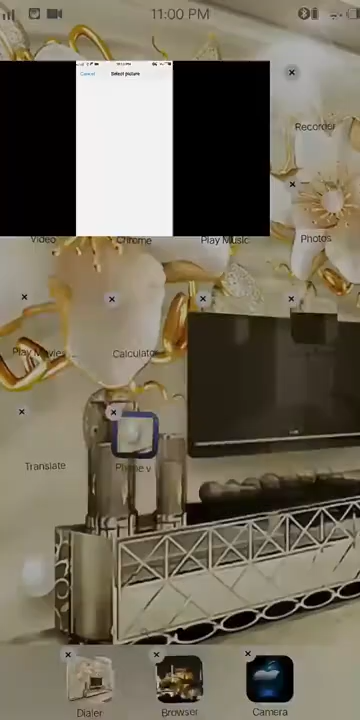 11:00 PM
Cancel Select picture
Recorder
Video Chrome Play Music Photos
Play Movies Calculator
Translate Phone v
Dialer Browser Camera